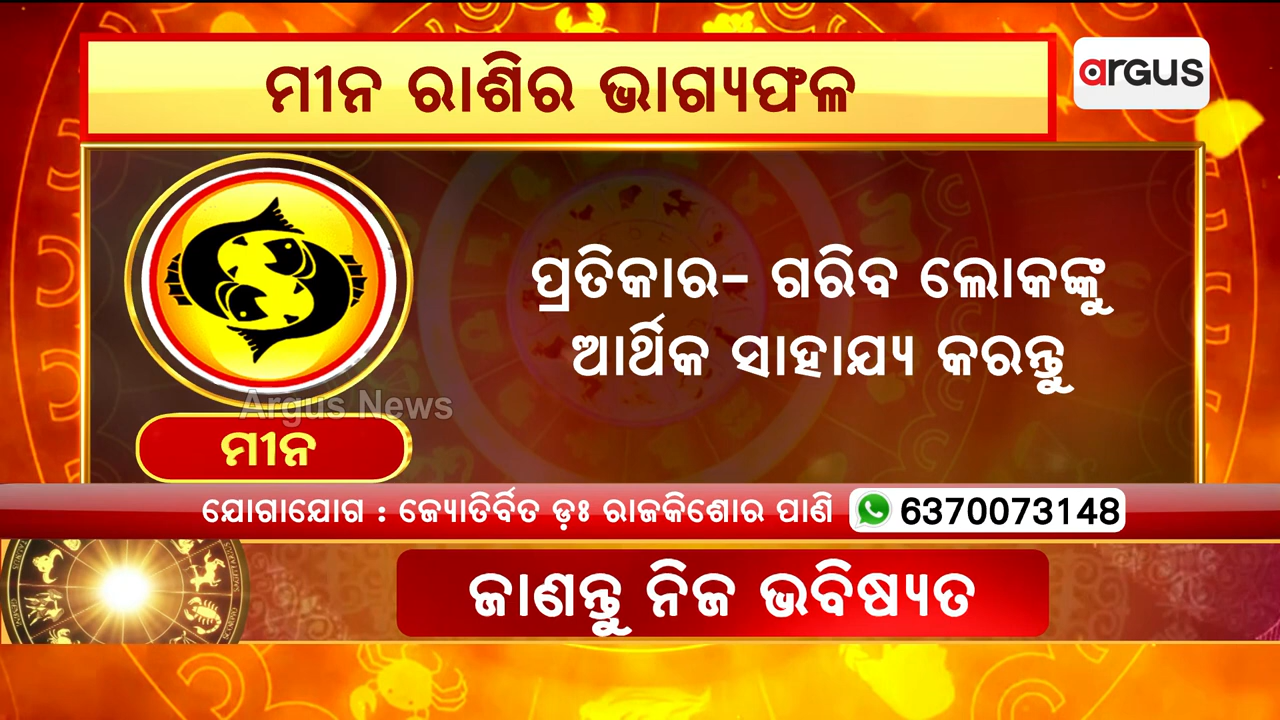 ମୀନ ରାଶିର ଭାଗ୍ୟଫଳ
argus
ପ୍ରତିକାର- ଗରିବ ଲୋକଙ୍କୁ
ଆର୍ଥିକ ସାହାଯ୍ୟ କରନ୍ତୁ
Argus News
ମୀନ
ଯୋଗାଯୋଗ : ଜ୍ୟୋତିର୍ବିତ ଡ଼ଃ ରାଜକିଶୋର ପାଣି 6370073148
ଜାଣନ୍ତୁ ନିଜ ଭବିଷ୍ୟତ